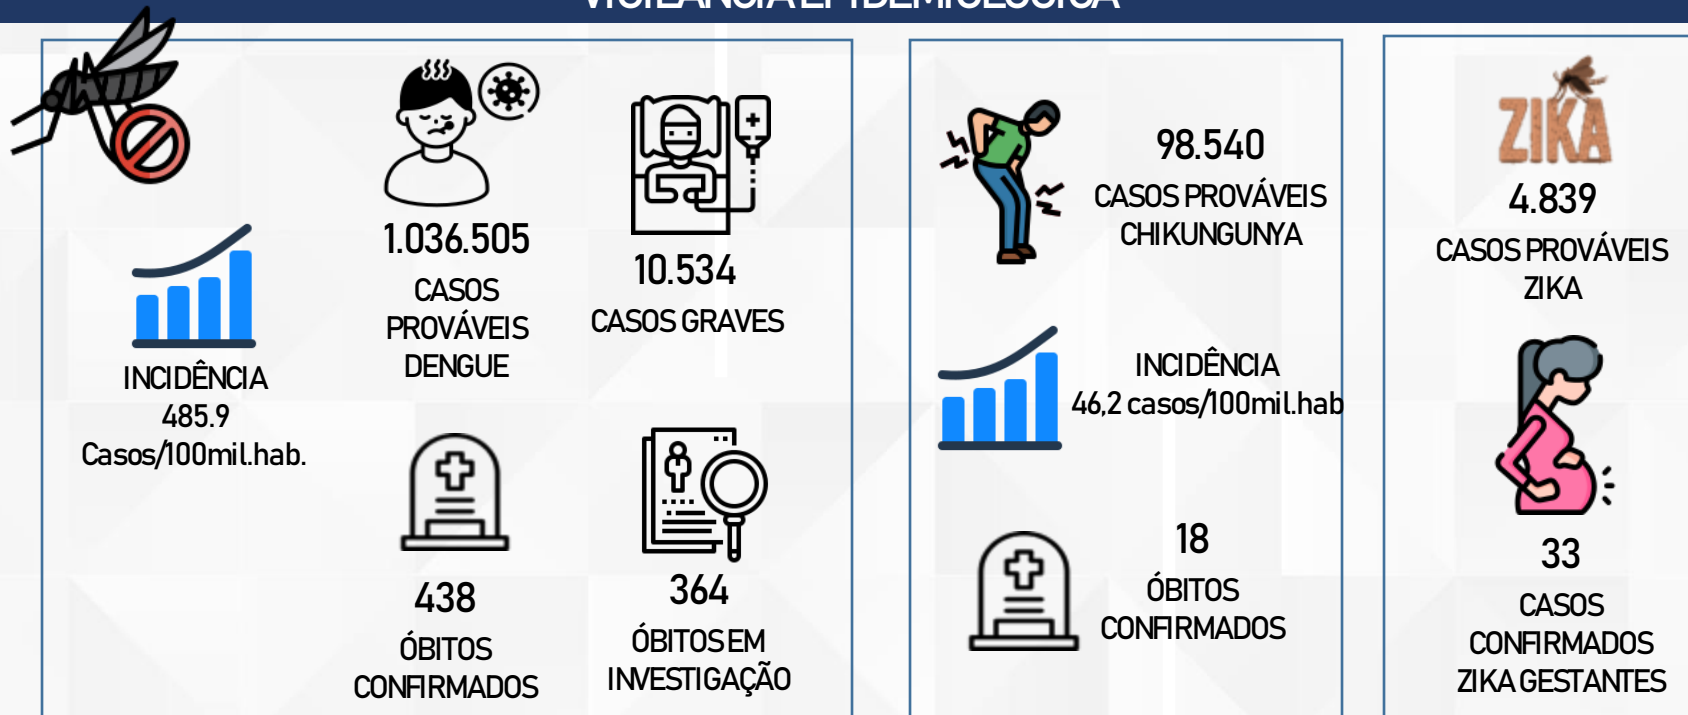 VIGILÂNCIA EPIDEMIOLÓGICA
1.036.505
CASOS
PROVÁVEIS
DENGUE
10.534
CASOS GRAVES
INCIDÊNCIA
485.9
Casos/100mil.hab.
438
ÓBITOS
CONFIRMADOS
364
ÓBITOS EM
INVESTIGAÇÃO
98.540
CASOS PROVÁVEIS
CHIKUNGUNYA
INCIDÊNCIA
46,2 casos/100mil.hab
18
ÓBITOS
CONFIRMADOS
ZIKA
4.839
CASOS PROVÁVEIS
ZIKA
33
CASOS
CONFIRMADOS
ZIKA GESTANTES